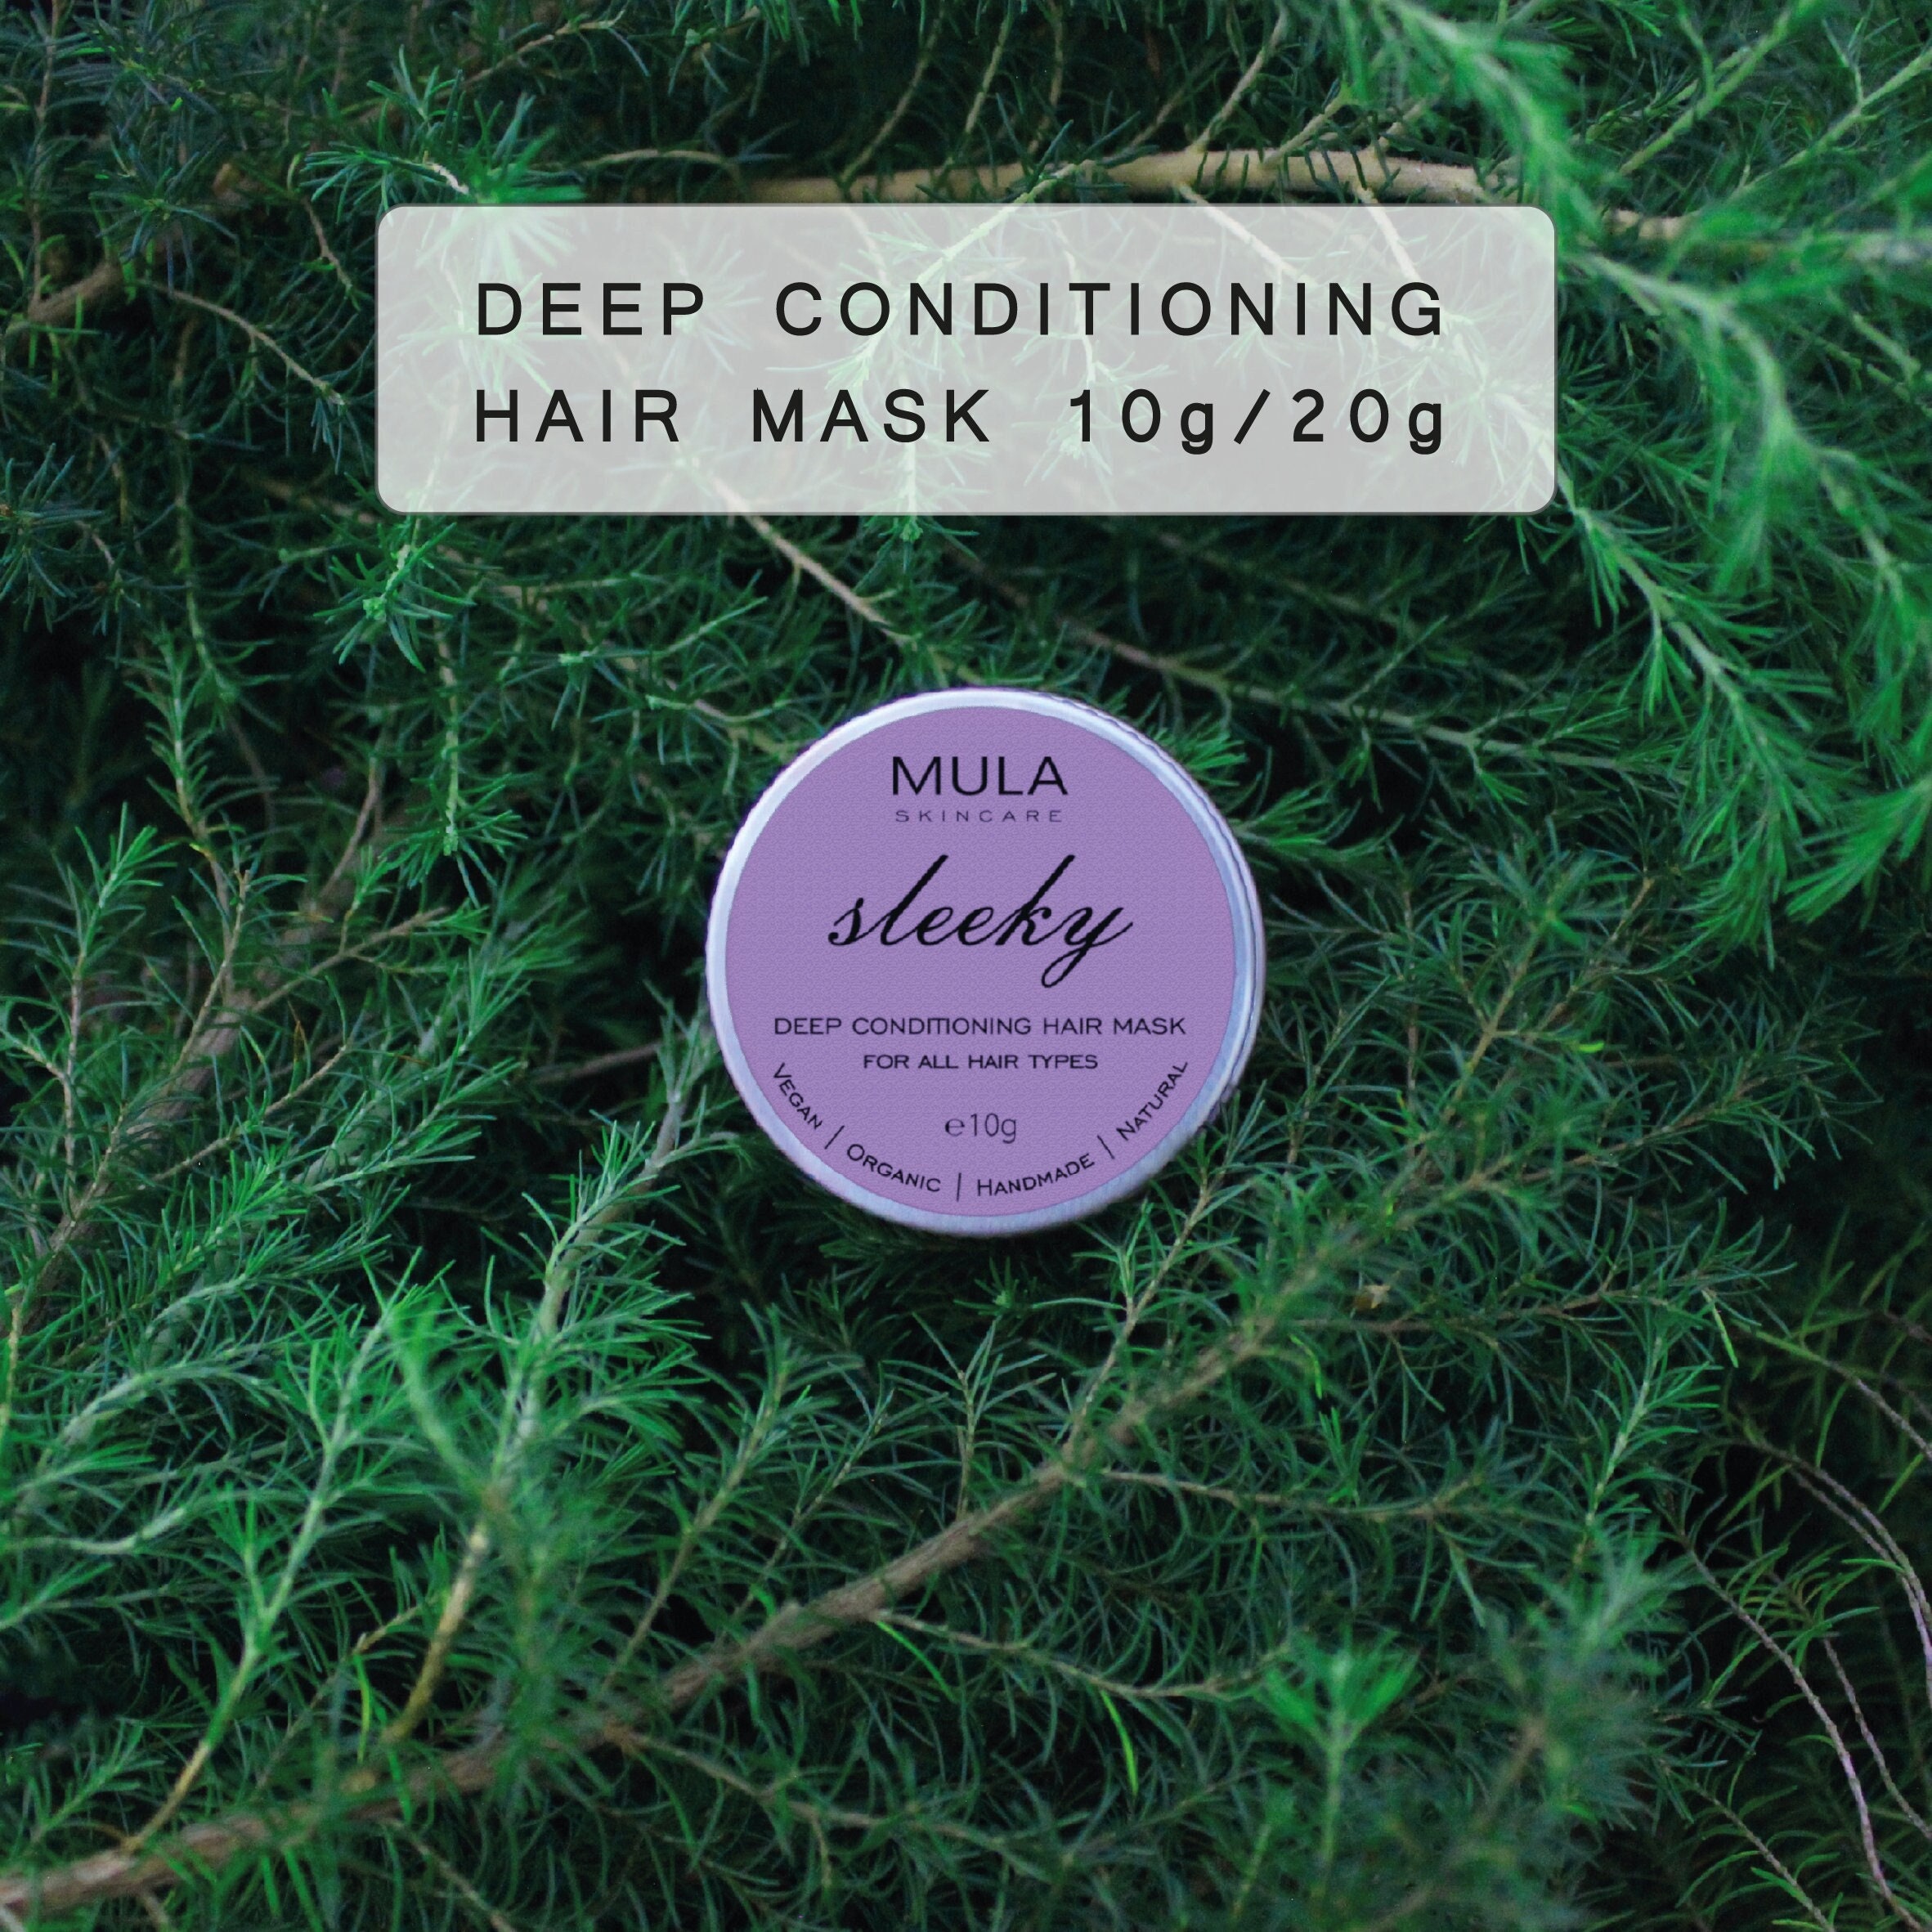 DEEP CONDITIONING
HAIR MASK 10g/20g
MULA
SKINCARE
sleeky
DEEP CONDITIONING HAIR MASK
FOR ALL HAIR TYPES
℮10g
VEGAN | ORGANIC | HANDMADE | NATURAL